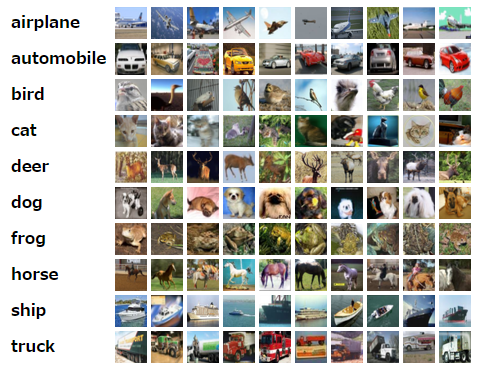 airplane
automobile
bird
cat
deer
dog
frog
horse
ship
truck